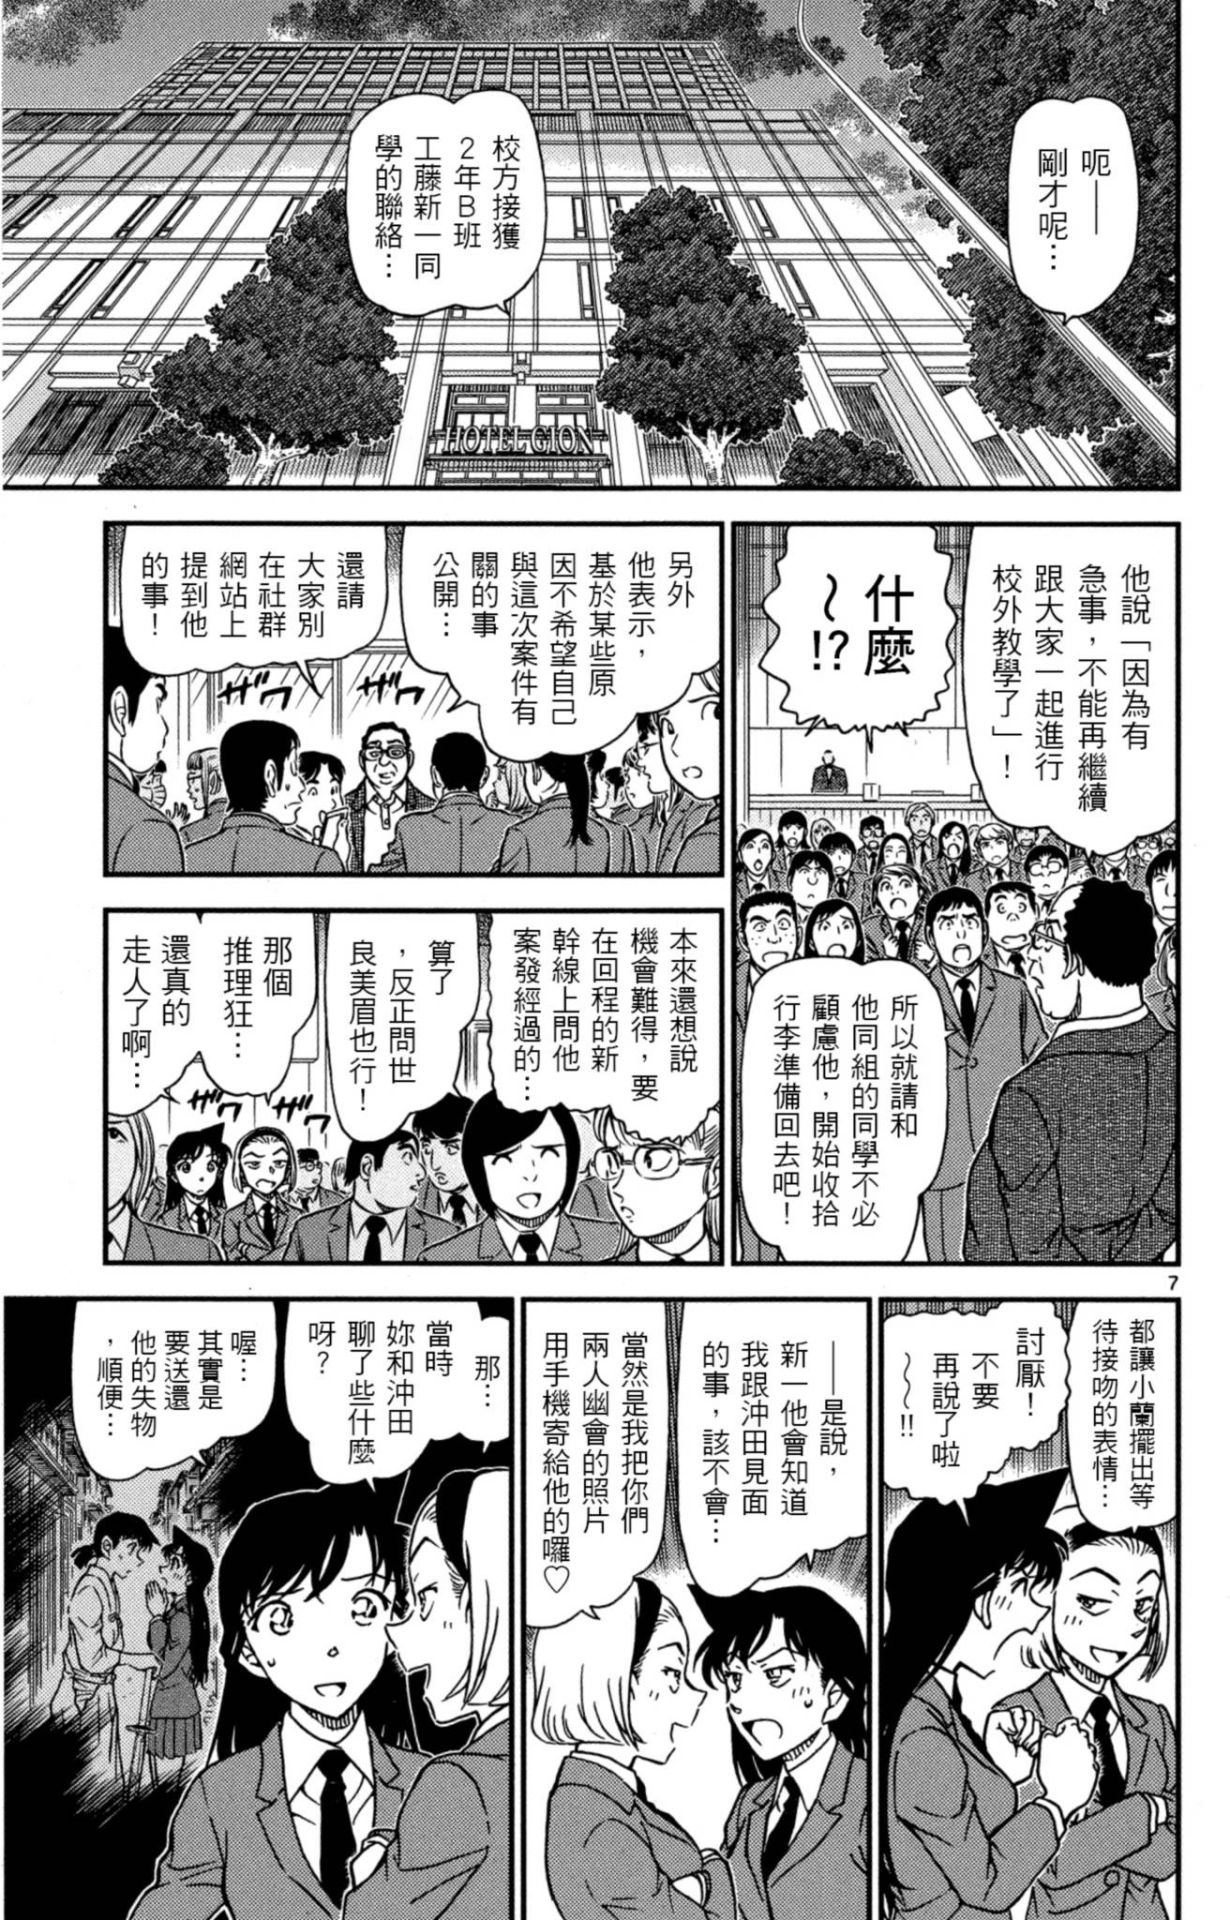 呃——
剛才呢…
校方接獲
2年B班
工藤新一同
學的聯絡…
HOTEL GION
他說「因為有
急事，不能再繼續
跟大家一起進行
校外教學了」！
什麼
～!?
所以就請和
他同組的同學不必
顧慮他，開始收拾
行李準備回去吧！
另外
他表示，
基於某些原
因不希望自己
與這次案件有
關的事
公開…
還請
大家別
在社群
網站上
提到他
的事！
ザワ
ザワ
本來還想說
機會難得，要
在回程的新
幹線上問他
案發經過的…
算了
，反正問世
良美眉也行！
那個
推理狂…
還真的
走人了啊…
ザワ
ザワ
7
都讓小蘭擺出等
待接吻的表情…
討厭！
不要
再說了啦
～!!
——是說，
新一他會知道
我跟沖田見面
的事，該不會…
當然是我把你們
兩人幽會的照片
用手機寄給他的囉♡
那…
當時
妳和沖田
聊了些什麼
呀？
喔…
其實是
要送還
他的失物
，順便…